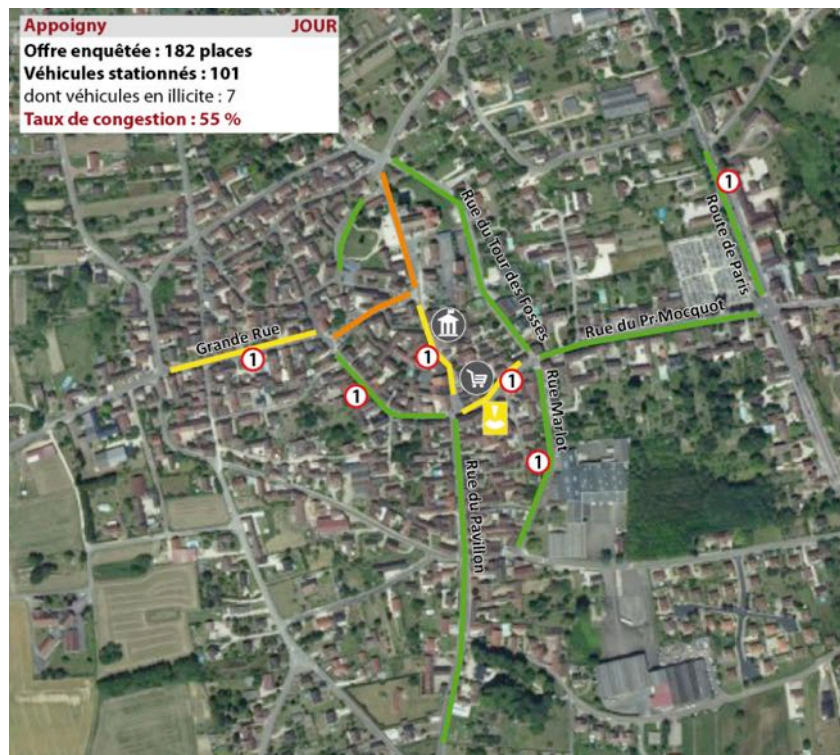 Appoigny JOUR
Offre enquêtée : 182 places
Véhicules stationnés : 101
dont véhicules en illicite : 7
Taux de congestion : 55 %
1
Route de Paris
Rue du Tour des Fossés
Rue du Pr.Mocquot
Grande Rue
1
1
1
1
Rue Marlot
1
Rue du Pavillon